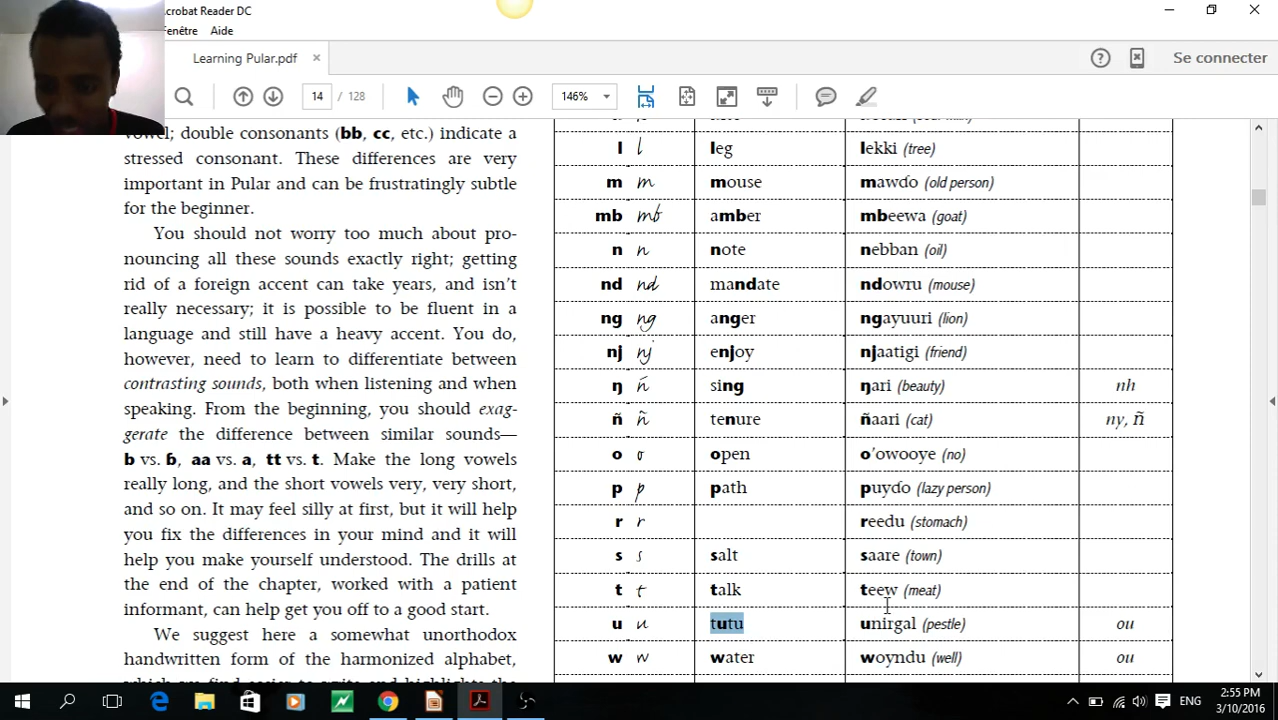 crobat Reader DC
enêtre Aide
Learning Pular.pdf
Se connecter
14 / 128
146%
vowel; double consonants (bb, cc, etc.) indicate a
stressed consonant. These differences are very
important in Pular and can be frustratingly subtle
for the beginner.
You should not worry too much about pro-
nouncing all these sounds exactly right; getting
rid of a foreign accent can take years, and isn't
really necessary; it is possible to be fluent in a
language and still have a heavy accent. You do,
however, need to learn to differentiate between
contrasting sounds, both when listening and when
speaking. From the beginning, you should exag-
gerate the difference between similar sounds—
b vs. ɓ, aa vs. a, tt vs. t. Make the long vowels
really long, and the short vowels very, very short,
and so on. It may feel silly at first, but it will help
you fix the differences in your mind and it will
help you make yourself understood. The drills at
the end of the chapter, worked with a patient
informant, can help get you off to a good start.
We suggest here a somewhat unorthodox
handwritten form of the harmonized alphabet,
l l leg lekki (tree)
m m mouse mawɗo (old person)
mb mb amber mbeewa (goat)
n n note nebban (oil)
nd nd mandate ndowru (mouse)
ng ng anger ngayuuri (lion)
nj nj enjoy njaatigi (friend)
ŋ ń sing ŋari (beauty) nh
ñ ñ tenure ñaari (cat) ny, ñ
o o open o'owooye (no)
p p path puyɗo (lazy person)
r r reedu (stomach)
s s salt saare (town)
t t talk teew (meat)
u u tutu unirgal (pestle) ou
w w water woyndu (well) ou
ENG
2:55 PM
3/10/2016